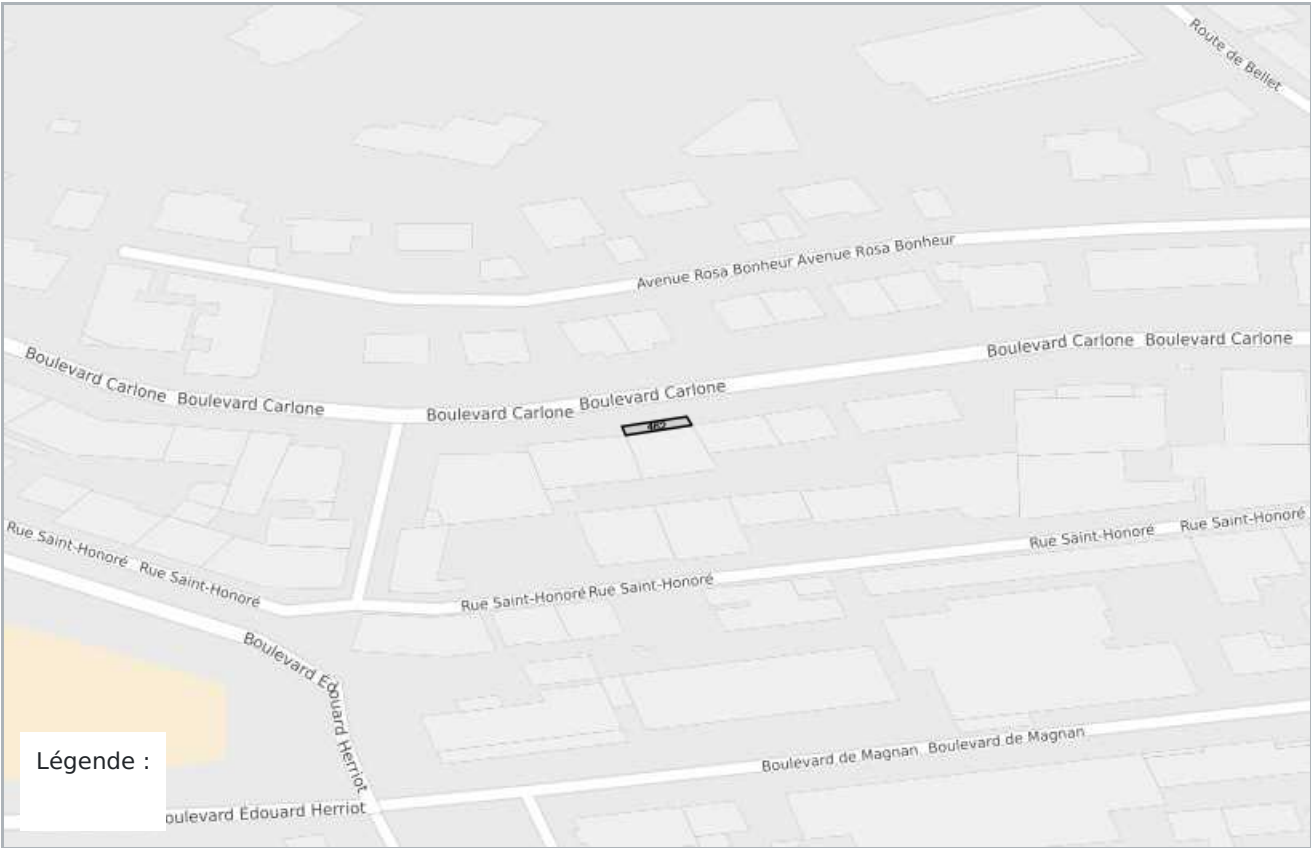 Route de Bellet
Avenue Rosa Bonheur Avenue Rosa Bonheur
Boulevard Carlone Boulevard Carlone
Boulevard Carlone Boulevard Carlone
Boulevard Carlone Boulevard Carlone
Rue Saint-Honoré Rue Saint-Honoré
Rue Saint-Honoré Rue Saint-Honoré
Rue Saint-Honoré Rue Saint-Honoré
Boulevard Édouard Herriot
Boulevard de Magnan Boulevard de Magnan
Légende :
oulevard Édouard Herriot